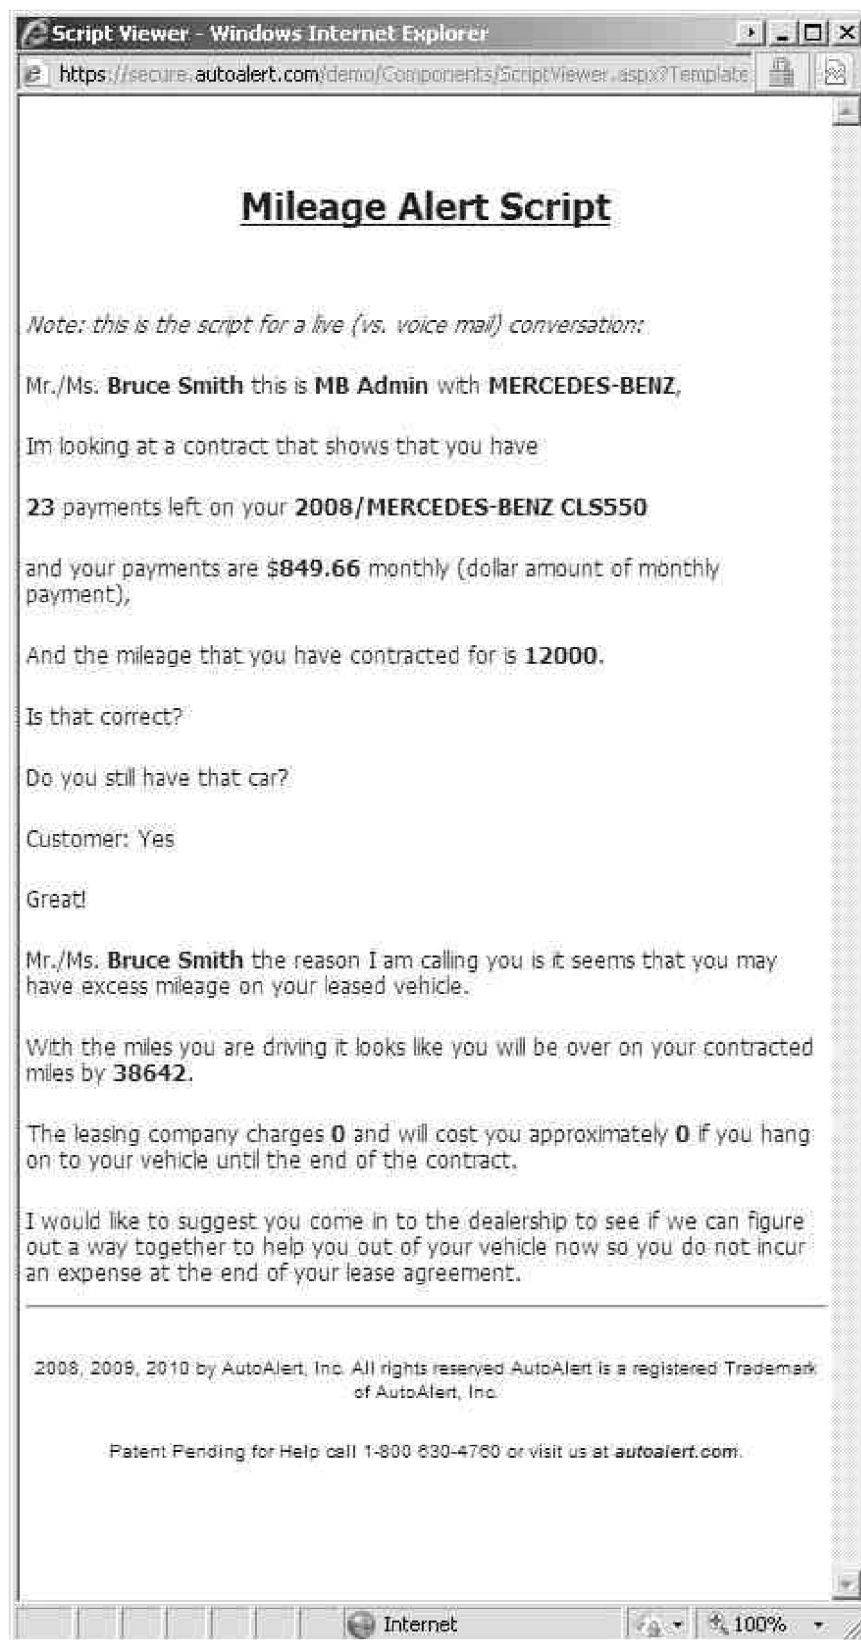 Script Viewer - Windows Internet Explorer
https://secure.autoalert.com/demo/Components/ScriptViewer.aspx?Template
Mileage Alert Script
Note: this is the script for a live (vs. voice mail) conversation:
Mr./Ms. Bruce Smith this is MB Admin with MERCEDES-BENZ,
Im looking at a contract that shows that you have
23 payments left on your 2008/MERCEDES-BENZ CLS550
and your payments are $849.66 monthly (dollar amount of monthly
payment),
And the mileage that you have contracted for is 12000.
Is that correct?
Do you still have that car?
Customer: Yes
Great!
Mr./Ms. Bruce Smith the reason I am calling you is it seems that you may
have excess mileage on your leased vehicle.
With the miles you are driving it looks like you will be over on your contracted
miles by 38642.
The leasing company charges 0 and will cost you approximately 0 if you hang
on to your vehicle until the end of the contract.
I would like to suggest you come in to the dealership to see if we can figure
out a way together to help you out of your vehicle now so you do not incur
an expense at the end of your lease agreement.
2008, 2009, 2010 by AutoAlert, Inc. All rights reserved AutoAlert is a registered Trademark
of AutoAlert, Inc.
Patent Pending for Help call 1-800 630-4760 or visit us at autoalert.com.
Internet
100%